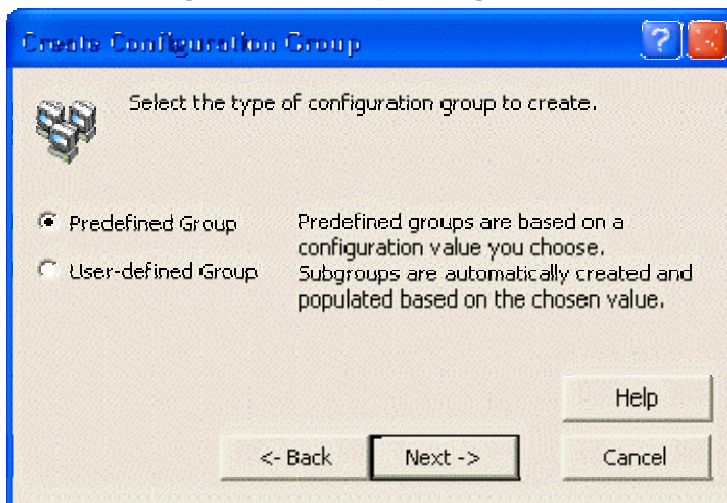 Create Configuration Group
Select the type of configuration group to create.
Predefined Group
User-defined Group
Predefined groups are based on a
configuration value you choose.
Subgroups are automatically created and
populated based on the chosen value.
Help
<- Back
Next ->
Cancel